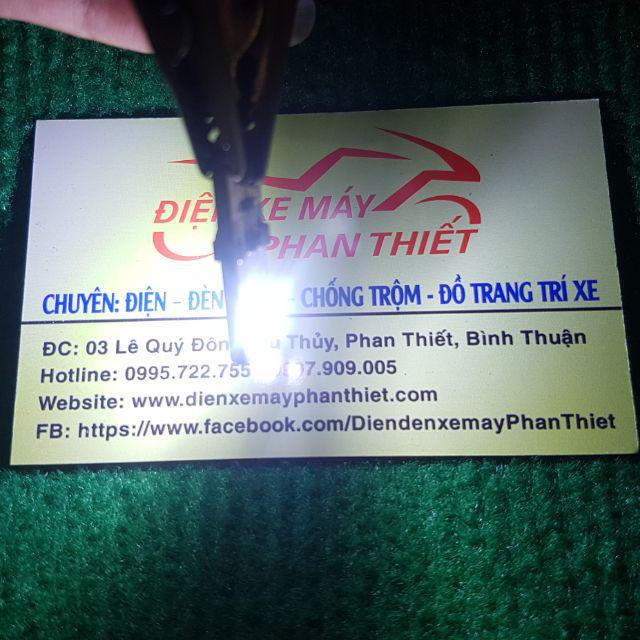 ĐIỆN XE MÁY
PHAN THIẾT
CHUYÊN: ĐIỆN - ĐÈN - CHỐNG TRỘM - ĐỒ TRANG TRÍ XE
ĐC: 03 Lê Quý Đôn, Thủy, Phan Thiết, Bình Thuận
Hotline: 0995.722.755
Website: www.dienxemayphanthiet.com
FB: https://www.facebook.com/DiendenxemayPhanThiet